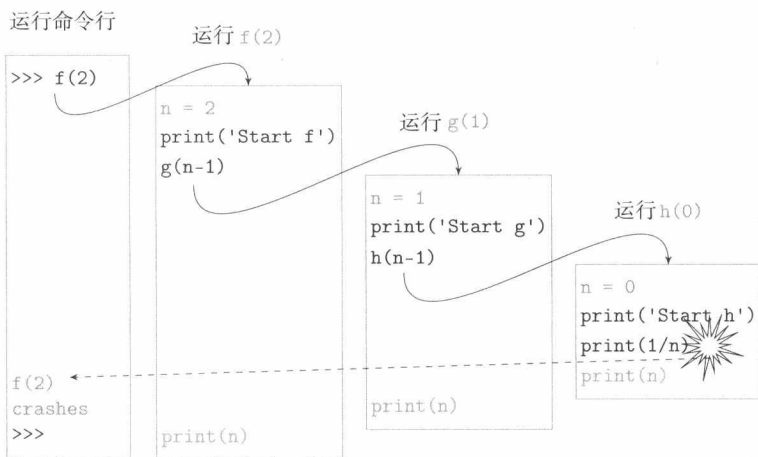 运行命令行
>>> f(2)
f(2)
crashes
>>>
运行 f(2)
n = 2
print('Start f')
g(n-1)
print(n)
运行 g(1)
n = 1
print('Start g')
h(n-1)
print(n)
运行 h(0)
n = 0
print('Start h')
print(1/n)
print(n)